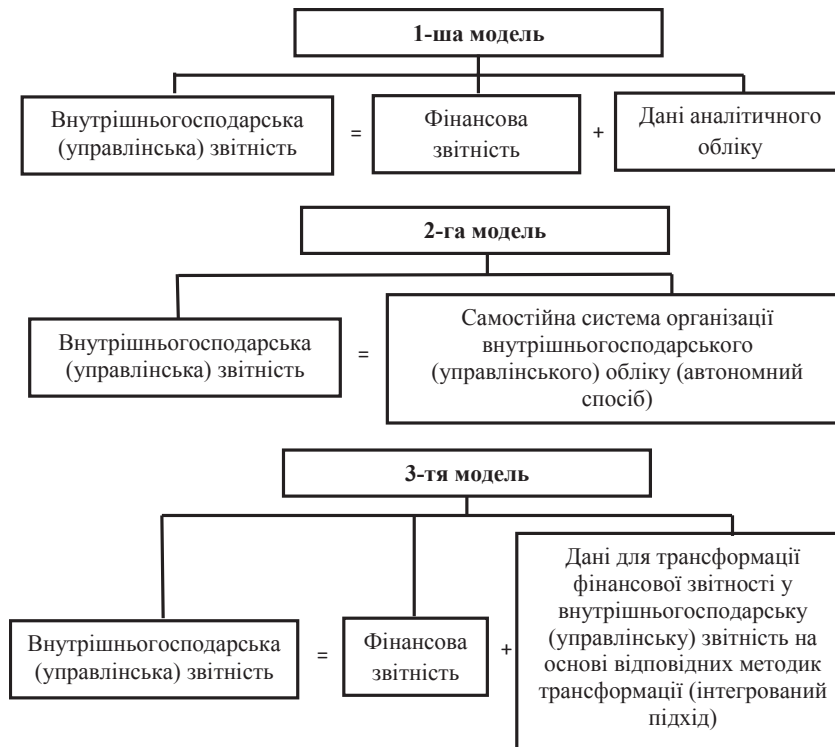 1-ша модель
Внутрішньогосподарська
(управлінська) звітність
=
Фінансова
звітність
+
Дані аналітичного
обліку
2-га модель
Внутрішньогосподарська
(управлінська) звітність
=
Самостійна система організації
внутрішньогосподарського
(управлінського) обліку (автономний
спосіб)
3-тя модель
Внутрішньогосподарська
(управлінська) звітність
=
Фінансова
звітність
+
Дані для трансформації
фінансової звітності у
внутрішньогосподарську
(управлінську) звітність на
основі відповідних методик
трансформації (інтегрований
підхід)